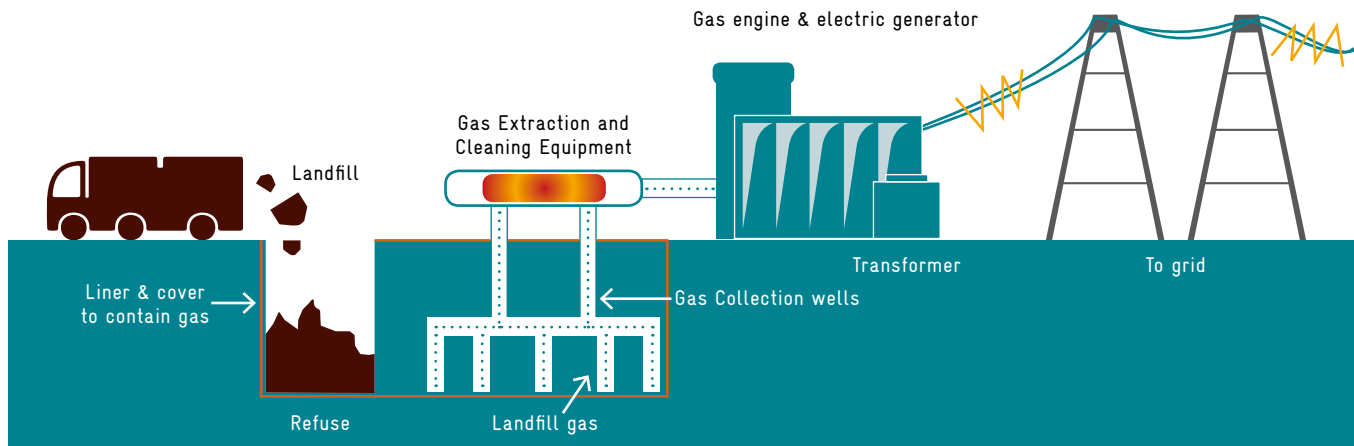 Gas engine & electric generator
Gas Extraction and
Cleaning Equipment
Landfill
Transformer
To grid
Liner & cover
to contain gas
Gas Collection wells
Refuse
Landfill gas